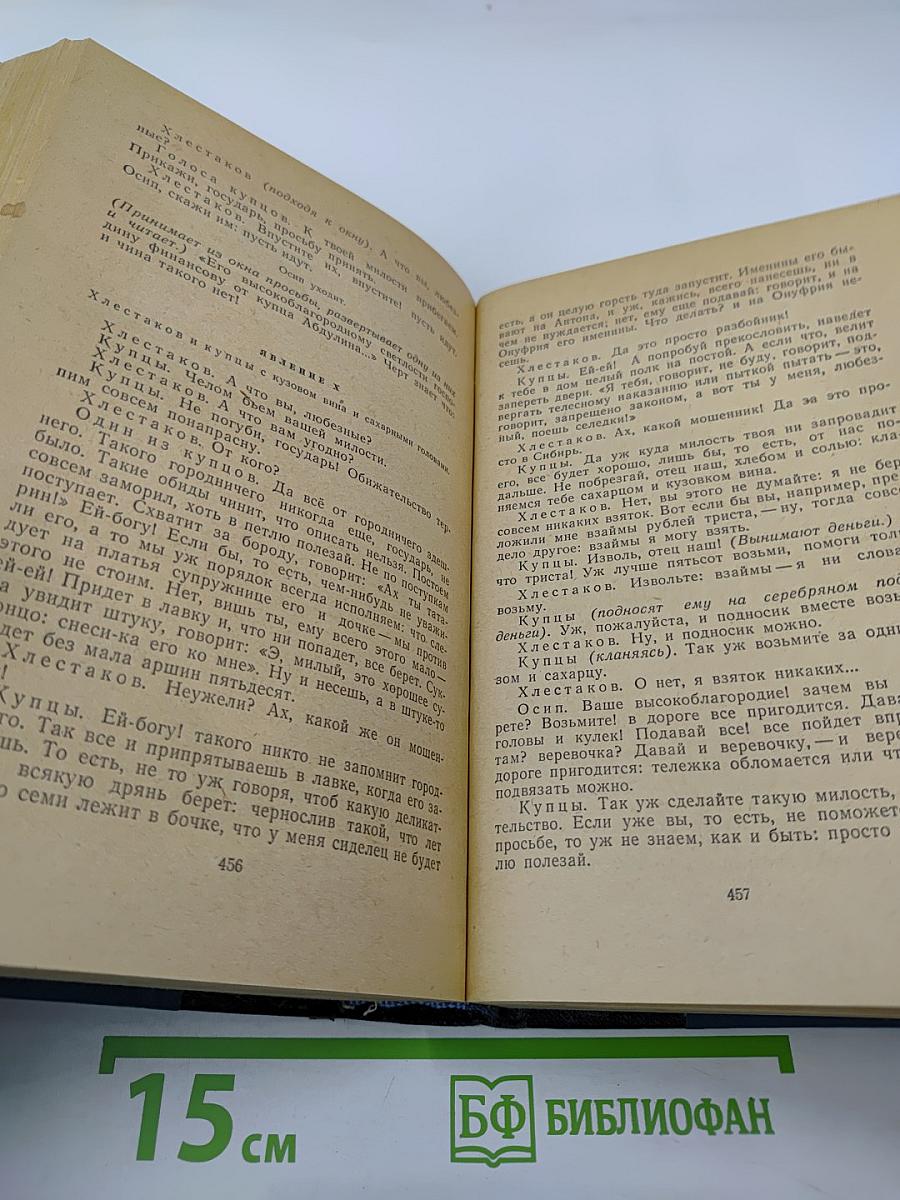 Хлестаков (подходя к окну). А что вы, любез-
ные?
Голоса купцов. К твоей милости прибегаем.
Прикажи, государь, просьбу принять.
Хлестаков. Впустите их, впустите! пусть идут.
Осип, скажи им: пусть идут.
Осип уходит.
(Принимает из окна просьбы, развертывает одну из них
и читает.) «Его высокоблагородному светлости госпо-
дину финансову от купца Абдулина...» Черт знает что:
и чина такого нет!
ЯВЛЕНИЕ X
Хлестаков и купцы с кузовом вина и сахарными головами.
Хлестаков. А что вы, любезные?
Купцы. Челом бьем вашей милости.
Хлестаков. А что вам угодно?
Купцы. Не погуби, государь! Обижательство тер-
пим совсем понапрасну.
Хлестаков. От кого?
Один из купцов. Да всё от городничего здеш-
него. Такого городничего никогда еще, государь, не
было. Такие обиды чинит, что описать нельзя. Постоем
совсем заморил, хоть в петлю полезай. Не по поступкам
поступает. Схватит за бороду, говорит: «Ах ты тата-
рин!» Ей-богу! Если бы, то есть, чем-нибудь не уважи-
ли его, а то мы уж порядок всегда исполняем: что сле-
дует на платья супружнице его и дочке — мы против
этого не стоим. Нет, вишь ты, ему всего этого мало —
ей-ей! Придет в лавку и, что ни попадет, все берет. Сук-
на увидит штуку, говорит: «Э, милый, это хорошее су-
концо: снеси-ка его ко мне». Ну и несешь, а в штуке-то
будет без мала аршин пятьдесят.
Хлестаков. Неужели? Ах, какой же он мошен-
Купцы. Ей-богу! такого никто не запомнит город-
его. Так все и припрятываешь в лавке, когда его за-
шь. То есть, не то уж говоря, чтоб какую деликат-
всякую дрянь берет: чернослив такой, что лет
о семи лежит в бочке, что у меня сиделец не будет
456
есть, а он целую горсть туда запустит. Именины его бы-
вают на Антона, и уж, кажись, всего нанесешь, ни в
чем не нуждается; нет, ему еще подавай: говорит, и на
Онуфрия его именины. Что делать? и на Онуфрия не-
сешь.
Хлестаков. Да это просто разбойник!
Купцы. Ей-ей! А попробуй прекословить, наведет
к тебе в дом целый полк на постой. А если что, велит
запереть двери. «Я тебя, говорит, не буду, говорит, под-
вергать телесному наказанию или пыткой пытать — это,
говорит, запрещено законом, а вот ты у меня, любез-
ный, поешь селедки!»
Хлестаков. Ах, какой мошенник! Да за это про-
сто в Сибирь.
Купцы. Да уж куда милость твоя ни запроводит
его, все будет хорошо, лишь бы, то есть, от нас по-
дальше. Не побрезгай, отец наш, хлебом и солью: кла-
няемся тебе сахарцом и кузовком вина.
Хлестаков. Нет, вы этого не думайте: я не бер
совсем никаких взяток. Вот если бы вы, например, пре
ложили мне взаймы рублей триста, — ну, тогда совсе
дело другое: взаймы я могу взять.
Купцы. Изволь, отец наш! (Вынимают деньги.)
что триста! Уж лучше пятьсот возьми, помоги толь
Хлестаков. Извольте: взаймы — я ни слова
возьму.
Купцы (подносят ему на серебряном под
деньги). Уж, пожалуйста, и подносик вместе возь
Хлестаков. Ну, и подносик можно.
Купцы (кланяясь). Так уж возьмите за одни
зом и сахарцу.
Хлестаков. О нет, я взяток никаких...
Осип. Ваше высокоблагородие! зачем вы
рете? Возьмите! в дороге все пригодится. Дава
головы и кулек! Подавай все! все пойдет впр
там? веревочка? Давай и веревочку, — и вере
дороге пригодится: тележка обломается или чт
подвязать можно.
Купцы. Так уж сделайте такую милость,
тельство. Если уже вы, то есть, не поможете
просьбе, то уж не знаем, как и быть: просто
лю полезай.
457
15 см
БФ БИБЛИОФАН